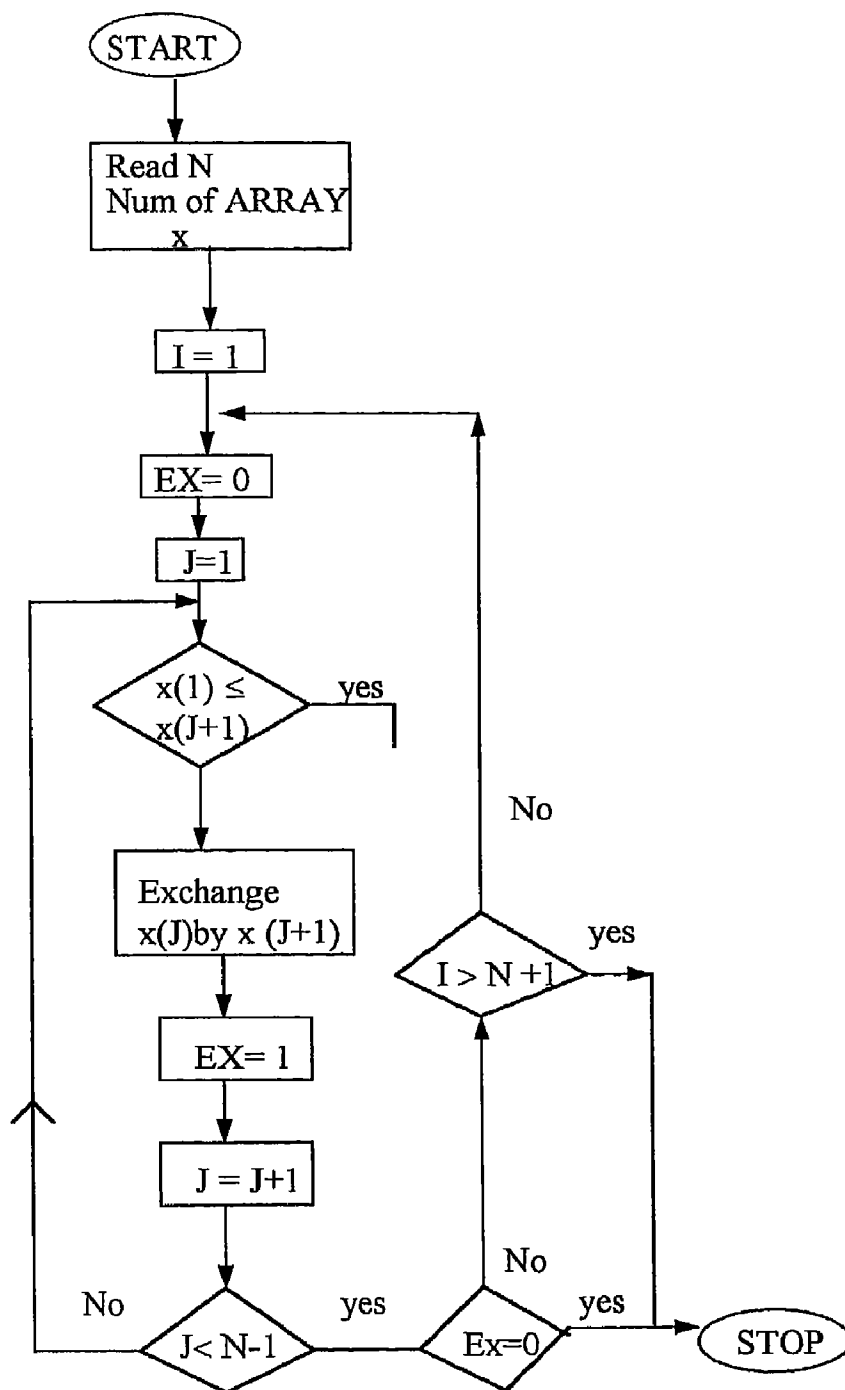 START
Read N
Num of ARRAY
x
I = 1
EX= 0
J=1
x(1) ≤
x(J+1)
yes
Exchange
x(J)by x (J+1)
EX= 1
J = J+1
J< N-1
No
yes
Ex=0
No
yes
I > N +1
No
yes
STOP